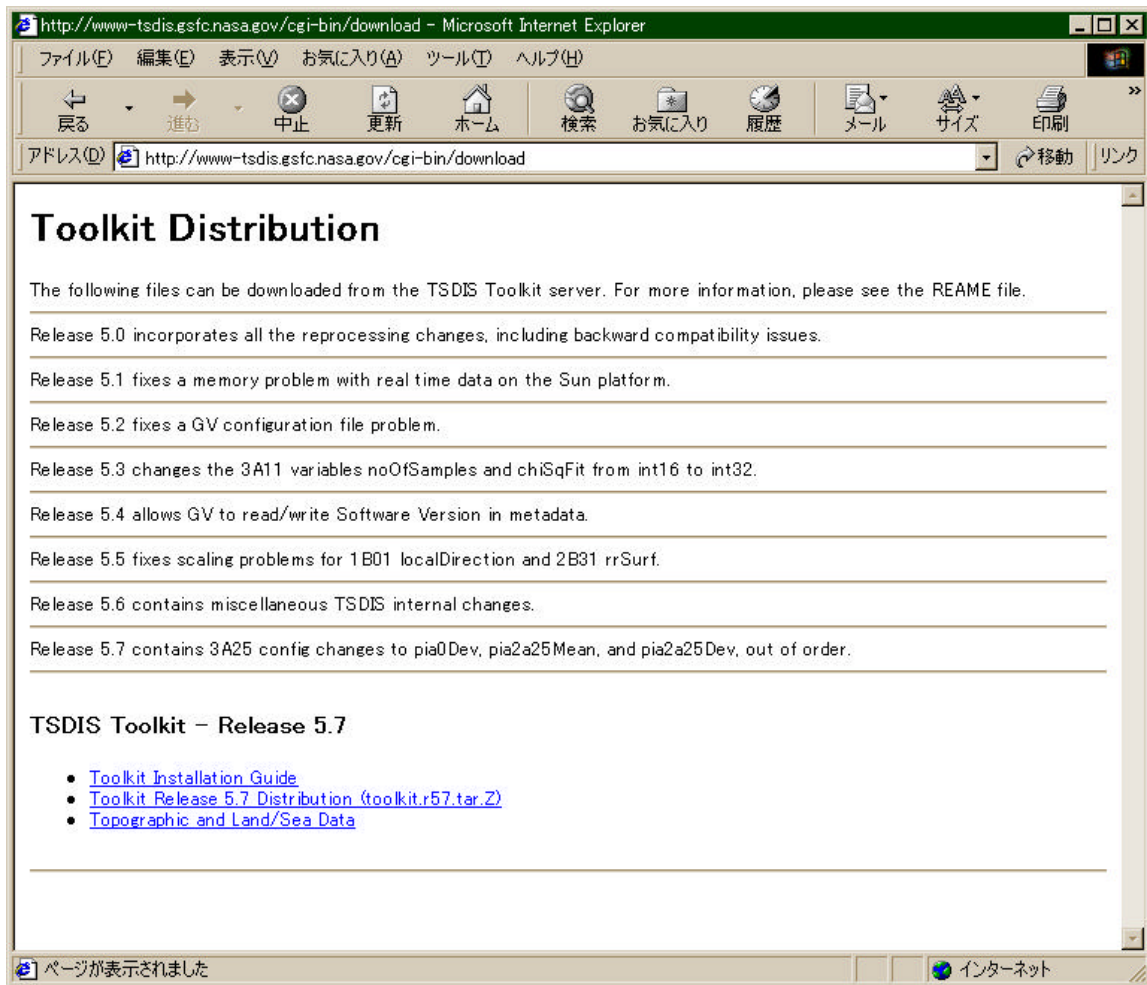 http://www-tsdis.gsfc.nasa.gov/cgi-bin/download - Microsoft Internet Explorer
ファイル(F) 編集(E) 表示(V) お気に入り(A) ツール(T) ヘルプ(H)
戻る 進む 中止 更新 ホーム 検索 お気に入り 履歴 メール サイズ 印刷 »
アドレス(D) http://www-tsdis.gsfc.nasa.gov/cgi-bin/download 移動 リンク
Toolkit Distribution
The following files can be downloaded from the TSDIS Toolkit server. For more information, please see the REAME file.
Release 5.0 incorporates all the reprocessing changes, including backward compatibility issues.
Release 5.1 fixes a memory problem with real time data on the Sun platform.
Release 5.2 fixes a GV configuration file problem.
Release 5.3 changes the 3A11 variables noOfSamples and chiSqFit from int16 to int32.
Release 5.4 allows GV to read/write Software Version in metadata.
Release 5.5 fixes scaling problems for 1B01 localDirection and 2B31 rrSurf.
Release 5.6 contains miscellaneous TSDIS internal changes.
Release 5.7 contains 3A25 config changes to pia0Dev, pia2a25Mean, and pia2a25Dev, out of order.
TSDIS Toolkit - Release 5.7
• Toolkit Installation Guide
• Toolkit Release 5.7 Distribution (toolkit.r57.tar.Z)
• Topographic and Land/Sea Data
ページが表示されました インターネット